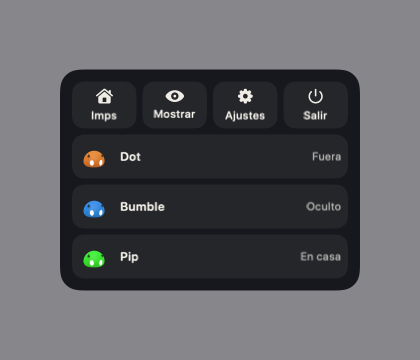 Imps
Mostrar
Ajustes
Salir
Dot
Fuera
Bumble
Oculto
Pip
En casa